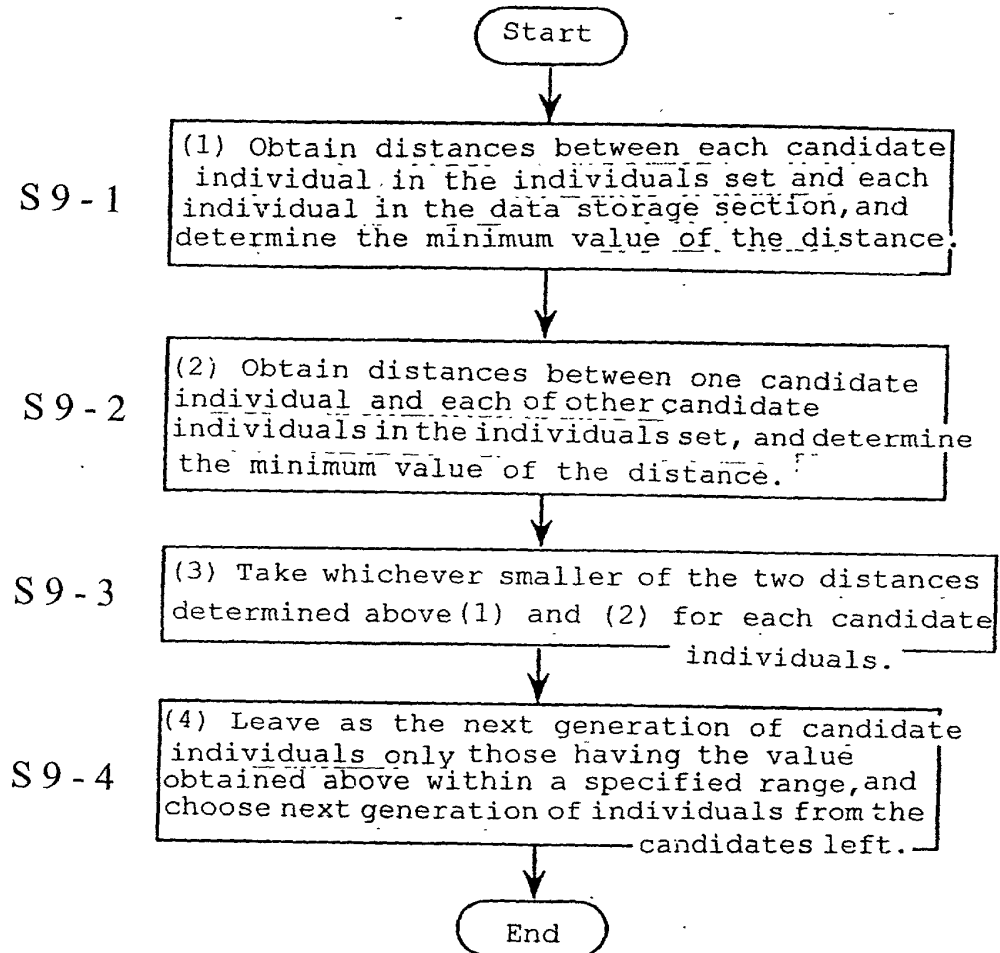 Start
S9-1
(1) Obtain distances between each candidate
individual in the individuals set and each
individual in the data storage section, and
determine the minimum value of the distance.
S9-2
(2) Obtain distances between one candidate
individual and each of other candidate
individuals in the individuals set, and determine
the minimum value of the distance.
S9-3
(3) Take whichever smaller of the two distances
determined above (1) and (2) for each candidate
individuals.
S9-4
(4) Leave as the next generation of candidate
individuals only those having the value
obtained above within a specified range, and
choose next generation of individuals from the
candidates left.
End